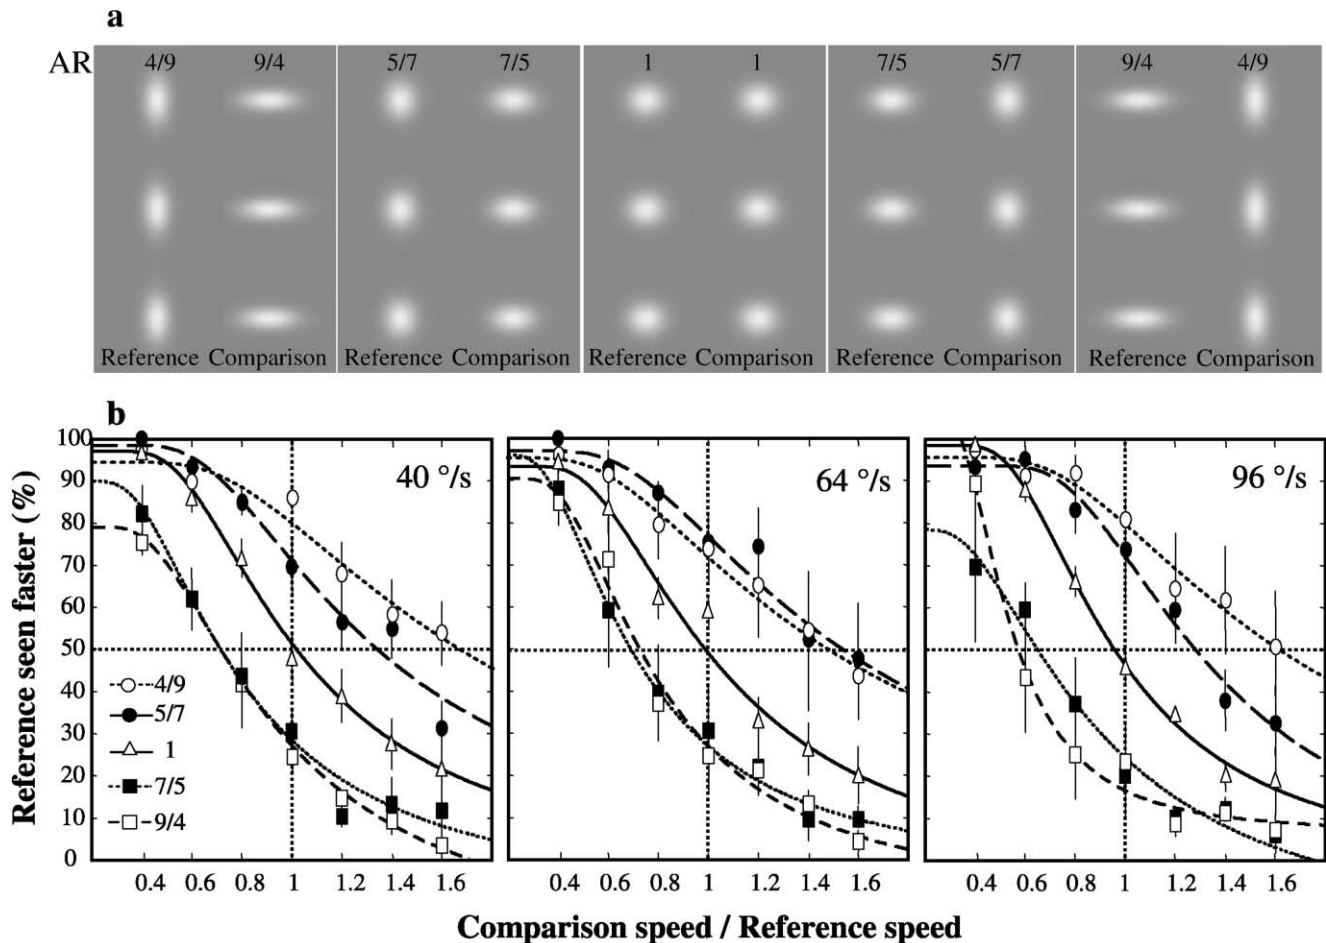 a
AR 4/9 9/4 5/7 7/5 1 1 7/5 5/7 9/4 4/9
Reference Comparison Reference Comparison Reference Comparison Reference Comparison Reference Comparison
b
Reference seen faster (%)
100
90
80
70
60
50
40
30
20
10
0
40 °/s
64 °/s
96 °/s
4/9
5/7
1
7/5
9/4
0.4 0.6 0.8 1 1.2 1.4 1.6 0.4 0.6 0.8 1 1.2 1.4 1.6 0.4 0.6 0.8 1 1.2 1.4 1.6
Comparison speed / Reference speed